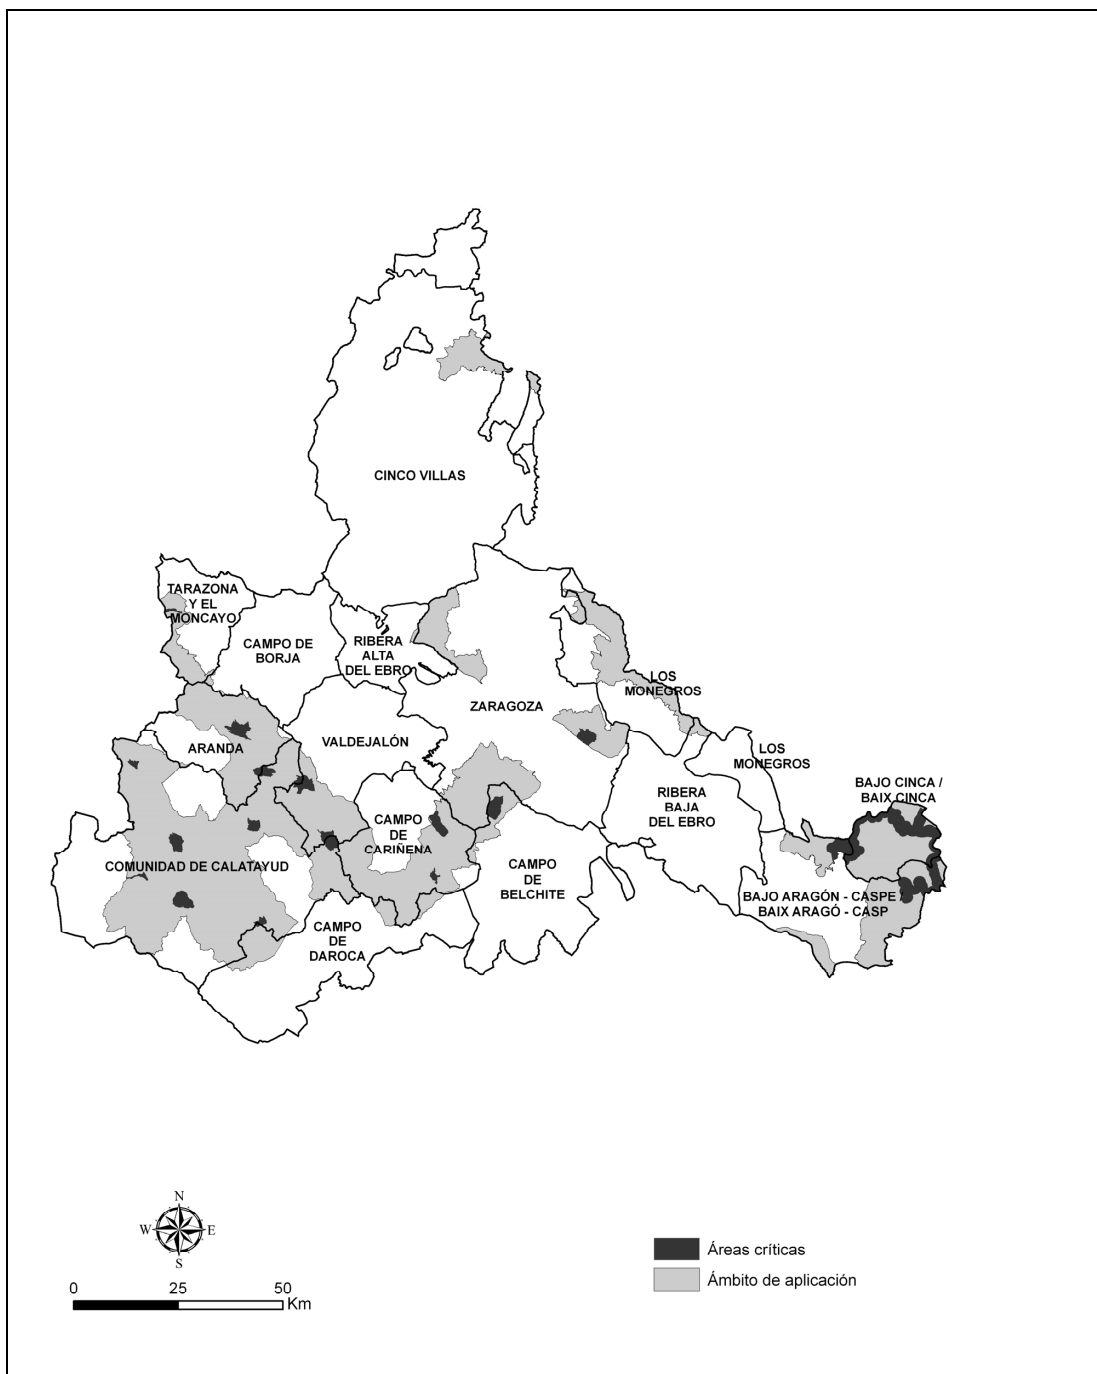 CINCO VILLAS
TARAZONA
Y EL
MONCAYO
CAMPO DE
BORJA
RIBERA
ALTA
DEL EBRO
LOS
MONEGROS
ZARAGOZA
VALDEJALÓN
ARANDA
LOS
MONEGROS
BAJO CINCA /
BAIX CINCA
RIBERA
BAJA
DEL EBRO
CAMPO
DE
CARIÑENA
COMUNIDAD DE CALATAYUD
CAMPO
DE
BELCHITE
BAJO ARAGÓN - CASPE /
BAIX ARAGÓ - CASP
CAMPO
DE
DAROCA
N
W E
S
0 25 50
Km
Áreas críticas
Ámbito de aplicación